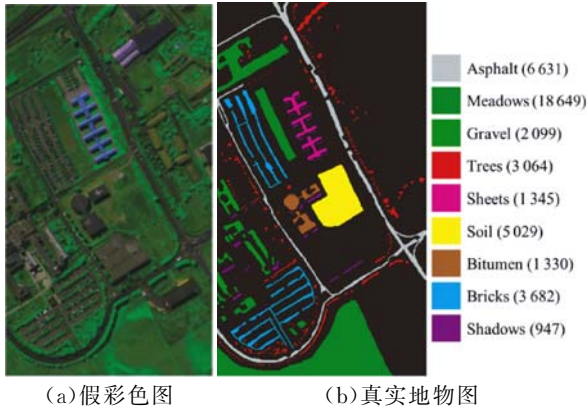 Asphalt (6 631)
Meadows (18 649)
Gravel (2 099)
Trees (3 064)
Sheets (1 345)
Soil (5 029)
Bitumen (1 330)
Bricks (3 682)
Shadows (947)
(a)假彩色图
(b)真实地物图